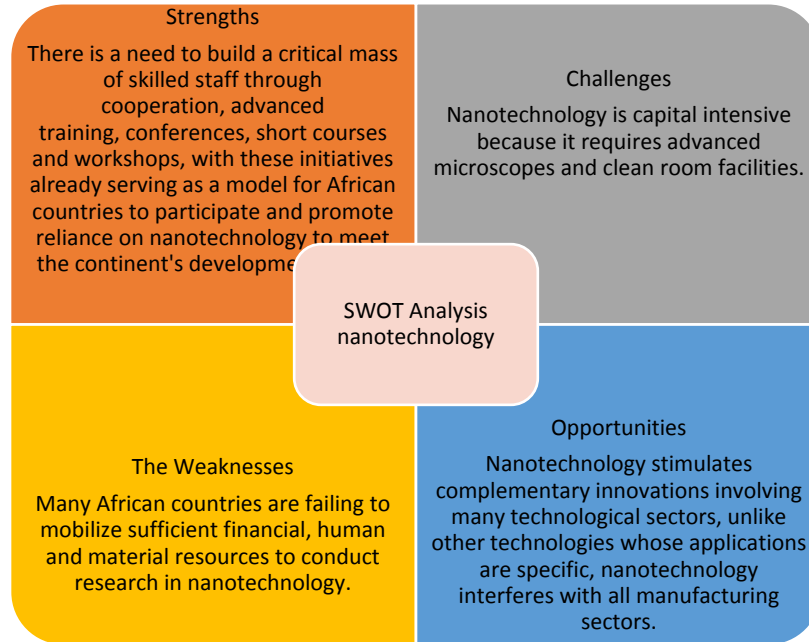 Strengths
There is a need to build a critical mass
of skilled staff through
cooperation, advanced
training, conferences, short courses
and workshops, with these initiatives
already serving as a model for African
countries to participate and promote
reliance on nanotechnology to meet
the continent's developme
Challenges
Nanotechnology is capital intensive
because it requires advanced
microscopes and clean room facilities.
SWOT Analysis
nanotechnology
The Weaknesses
Many African countries are failing to
mobilize sufficient financial, human
and material resources to conduct
research in nanotechnology.
Opportunities
Nanotechnology stimulates
complementary innovations involving
many technological sectors, unlike
other technologies whose applications
are specific, nanotechnology
interferes with all manufacturing
sectors.